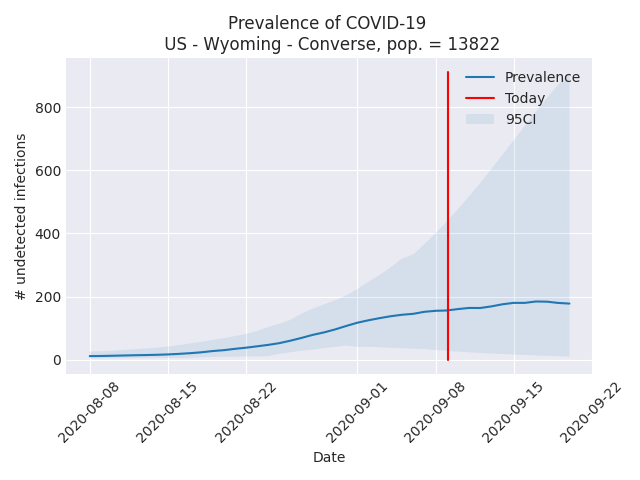 Prevalence of COVID-19
US - Wyoming - Converse, pop. = 13822
Prevalence
Today
95CI
800
600
400
200
0
# undetected infections
2020-08-08
2020-08-15
2020-08-22
2020-09-01
2020-09-08
2020-09-15
2020-09-22
Date